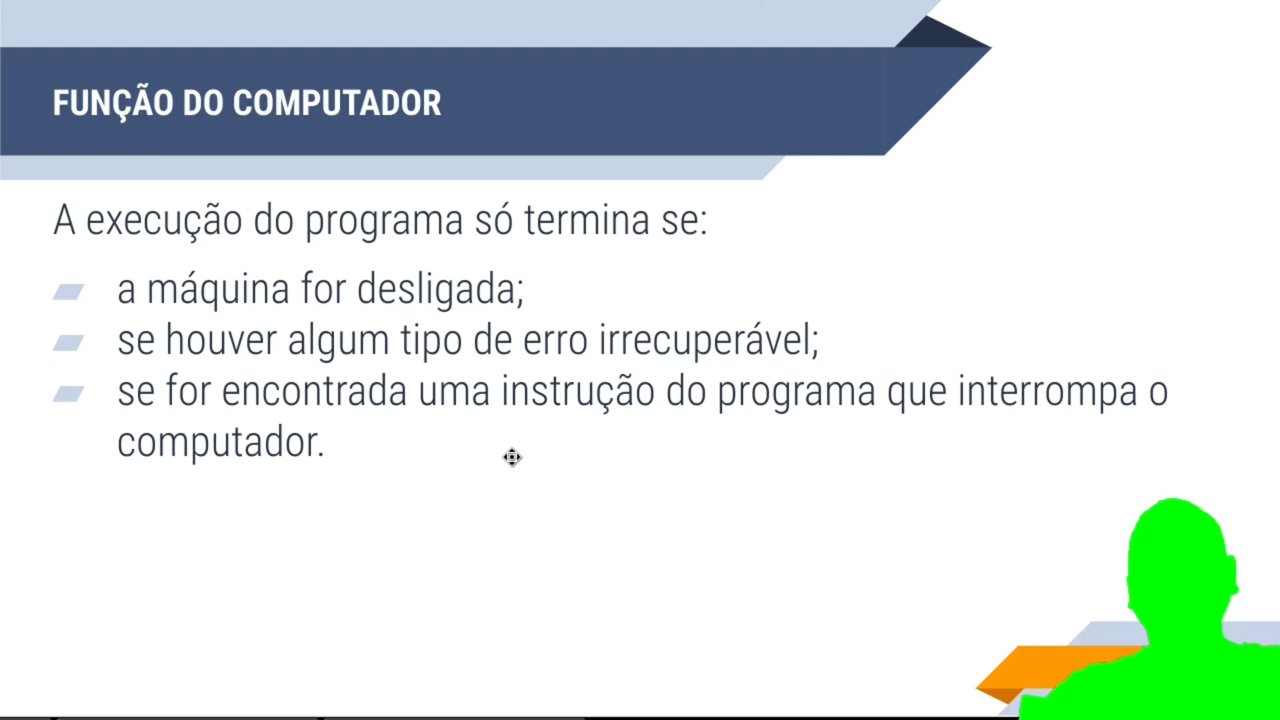 FUNÇÃO DO COMPUTADOR
A execução do programa só termina se:
a máquina for desligada;
se houver algum tipo de erro irrecuperável;
se for encontrada uma instrução do programa que interrompa o
computador.